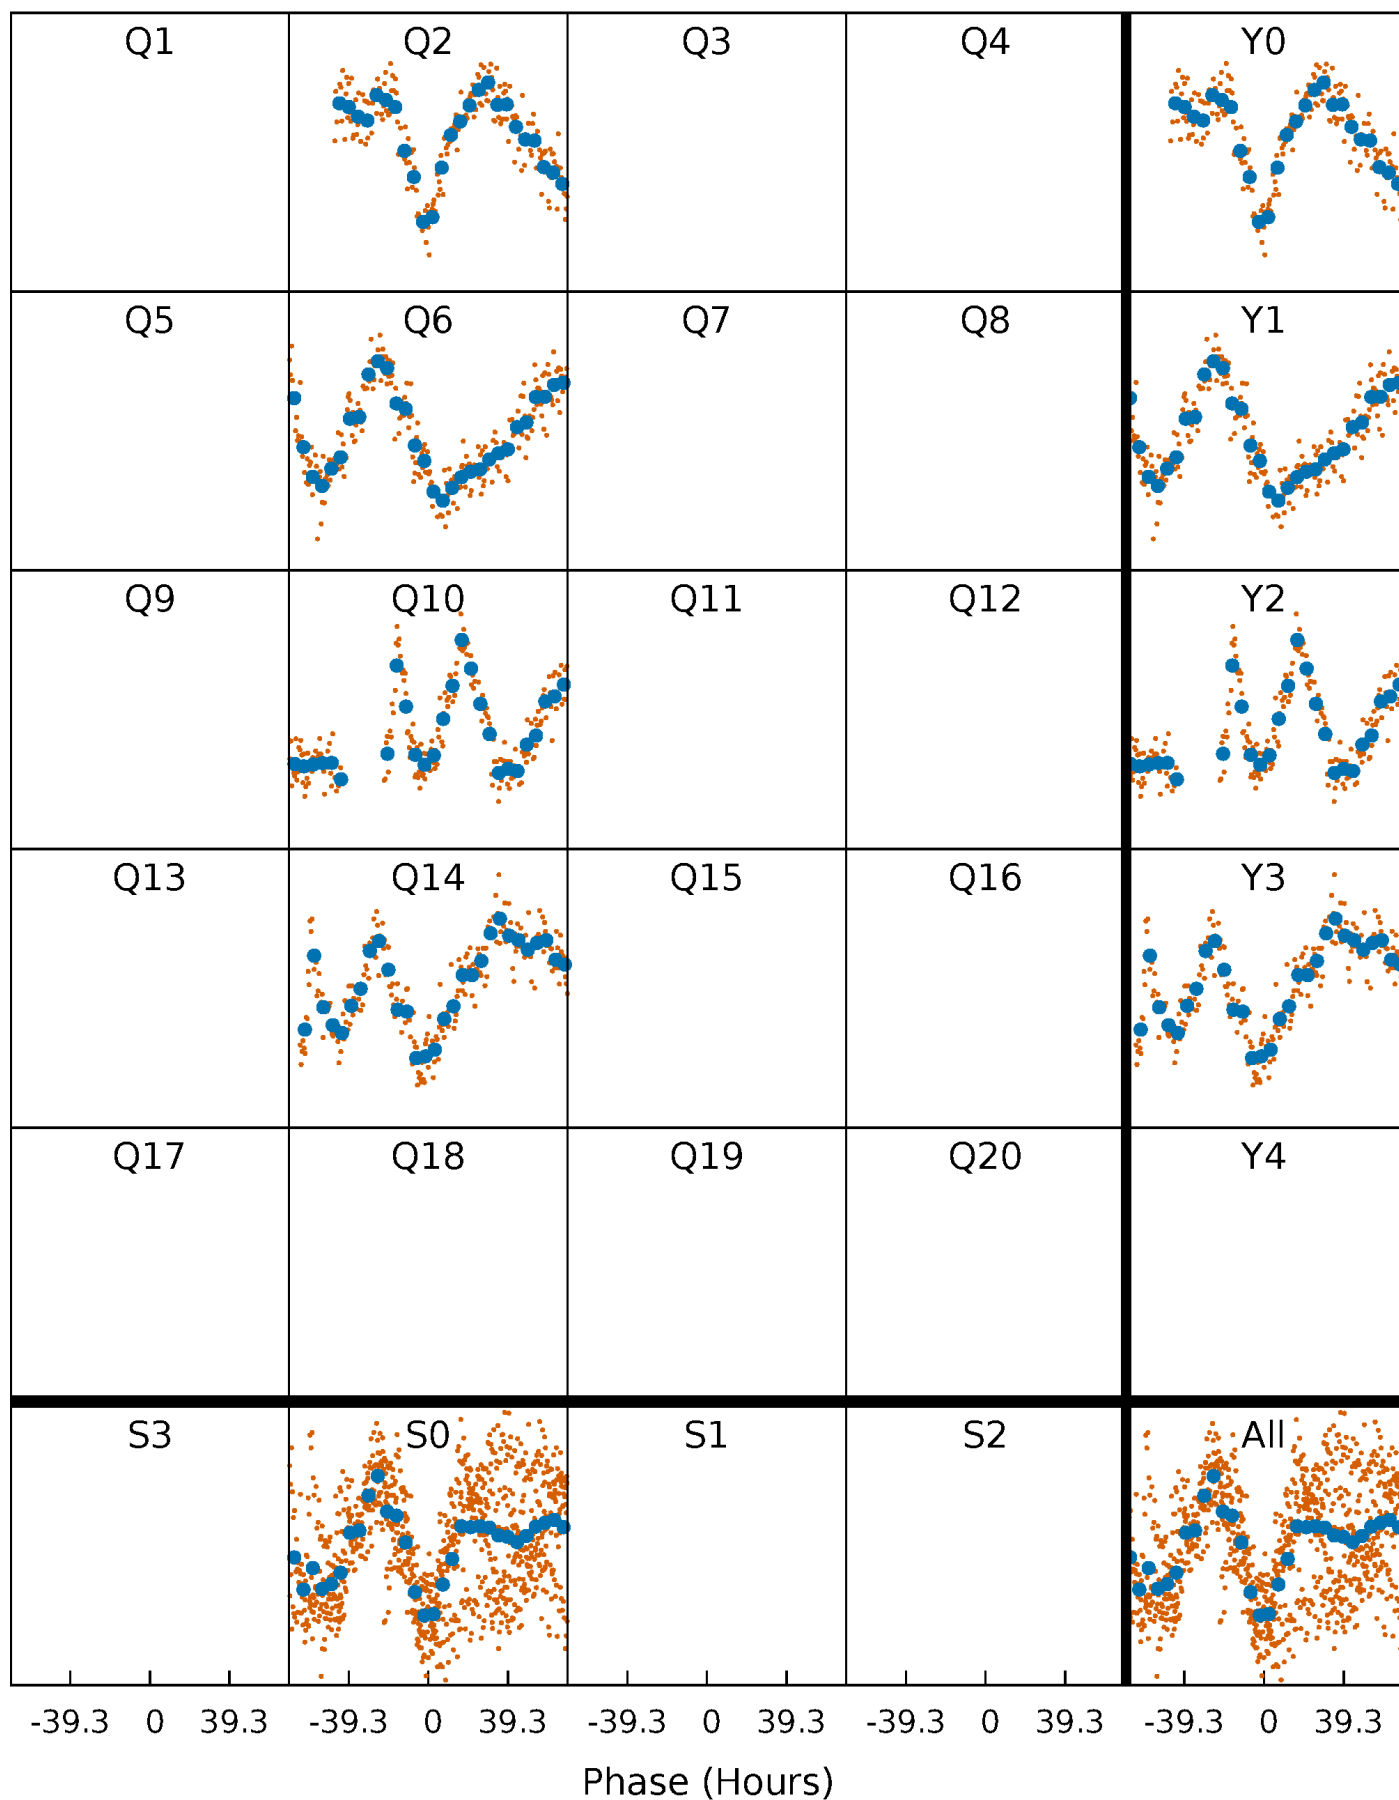 Q1 Q2 Q3 Q4 Y0
Q5 Q6 Q7 Q8 Y1
Q9 Q10 Q11 Q12 Y2
Q13 Q14 Q15 Q16 Y3
Q17 Q18 Q19 Q20 Y4
S3 S0 S1 S2 All
-39.3 0 39.3 -39.3 0 39.3 -39.3 0 39.3 -39.3 0 39.3 -39.3 0 39.3
Phase (Hours)